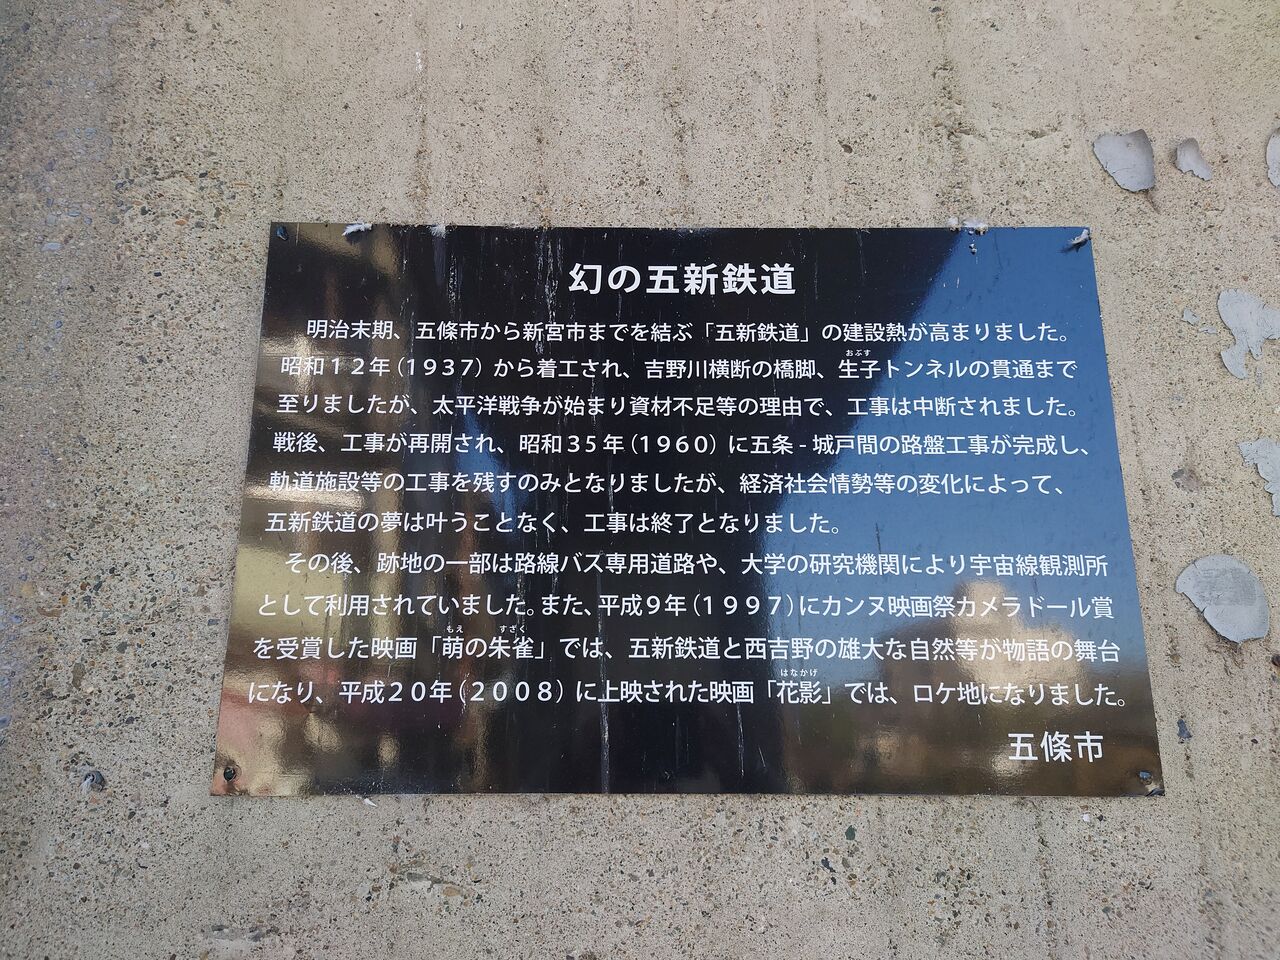 幻の五新鉄道
明治末期、五條市から新宮市までを結ぶ「五新鉄道」の建設熱が高まりました。
おぶす
昭和１２年（１９３７）から着工され、吉野川横断の橋脚、生子トンネルの貫通まで
至りましたが、太平洋戦争が始まり資材不足等の理由で、工事は中断されました。
戦後、工事が再開され、昭和３５年（１９６０）に五条 - 城戸間の路盤工事が完成し、
軌道施設等の工事を残すのみとなりましたが、経済社会情勢等の変化によって、
五新鉄道の夢は叶うことなく、工事は終了となりました。
その後、跡地の一部は路線バス専用道路や、大学の研究機関により宇宙線観測所
として利用されていました。また、平成９年（１９９７）にカンヌ映画祭カメラドール賞
もえ　すざく
を受賞した映画「萌の朱雀」では、五新鉄道と西吉野の雄大な自然等が物語の舞台
はなかげ
になり、平成２０年（２００８）に上映された映画「花影」では、ロケ地になりました。
五條市